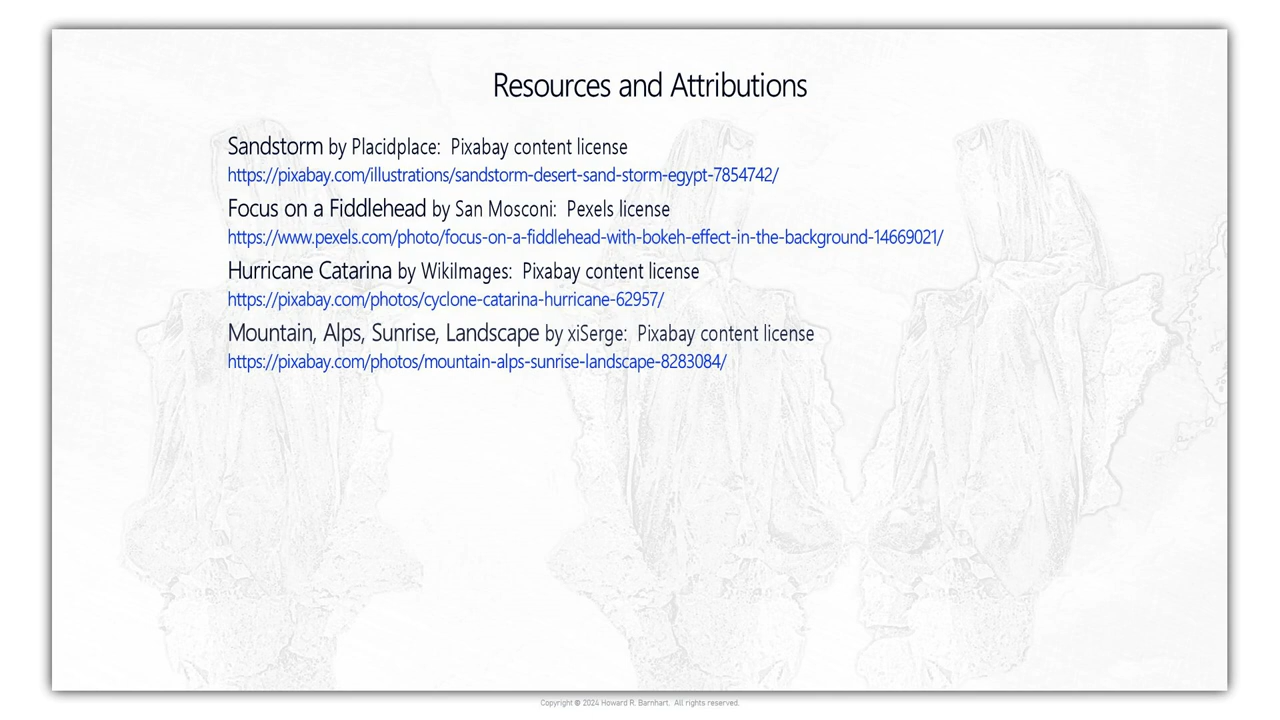 Resources and Attributions
Sandstorm by Placidplace:  Pixabay content license
https://pixabay.com/illustrations/sandstorm-desert-sand-storm-egypt-7854742/
Focus on a Fiddlehead by San Mosconi:  Pexels license
https://www.pexels.com/photo/focus-on-a-fiddlehead-with-bokeh-effect-in-the-background-14669021/
Hurricane Catarina by WikiImages:  Pixabay content license
https://pixabay.com/photos/cyclone-catarina-hurricane-62957/
Mountain, Alps, Sunrise, Landscape by xiSerge:  Pixabay content license
https://pixabay.com/photos/mountain-alps-sunrise-landscape-8283084/
Copyright © 2024 Howard R. Barnhart.  All rights reserved.